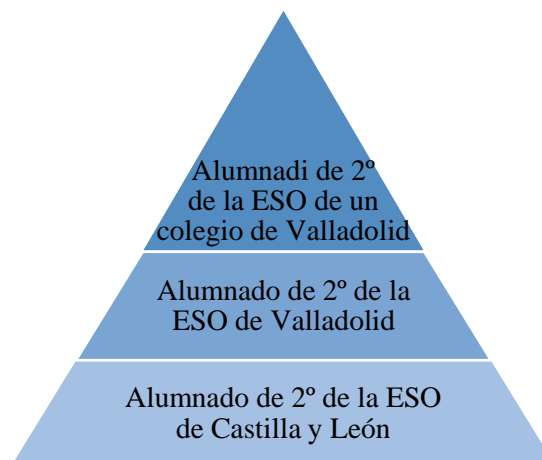 Alumnadi de 2º
de la ESO de un
colegio de Valladolid
Alumnado de 2º de la
ESO de Valladolid
Alumnado de 2º de la ESO
de Castilla y León